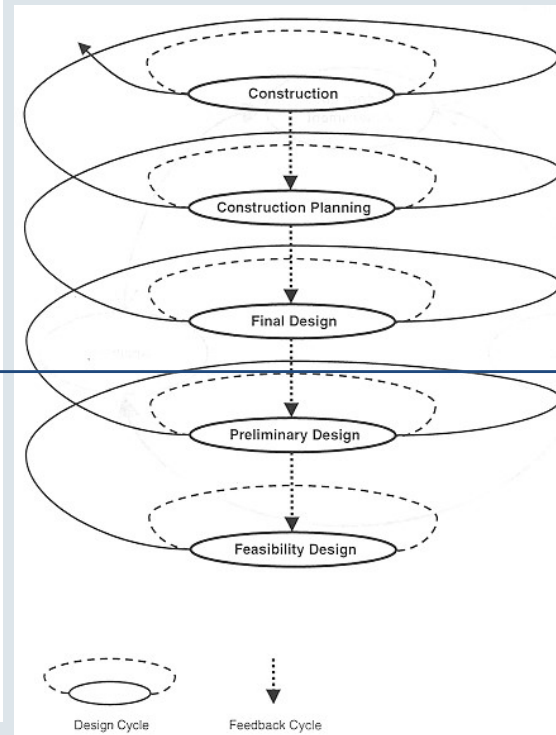 Construction
Construction Planning
Final Design
Preliminary Design
Feasibility Design
Design Cycle
Feedback Cycle